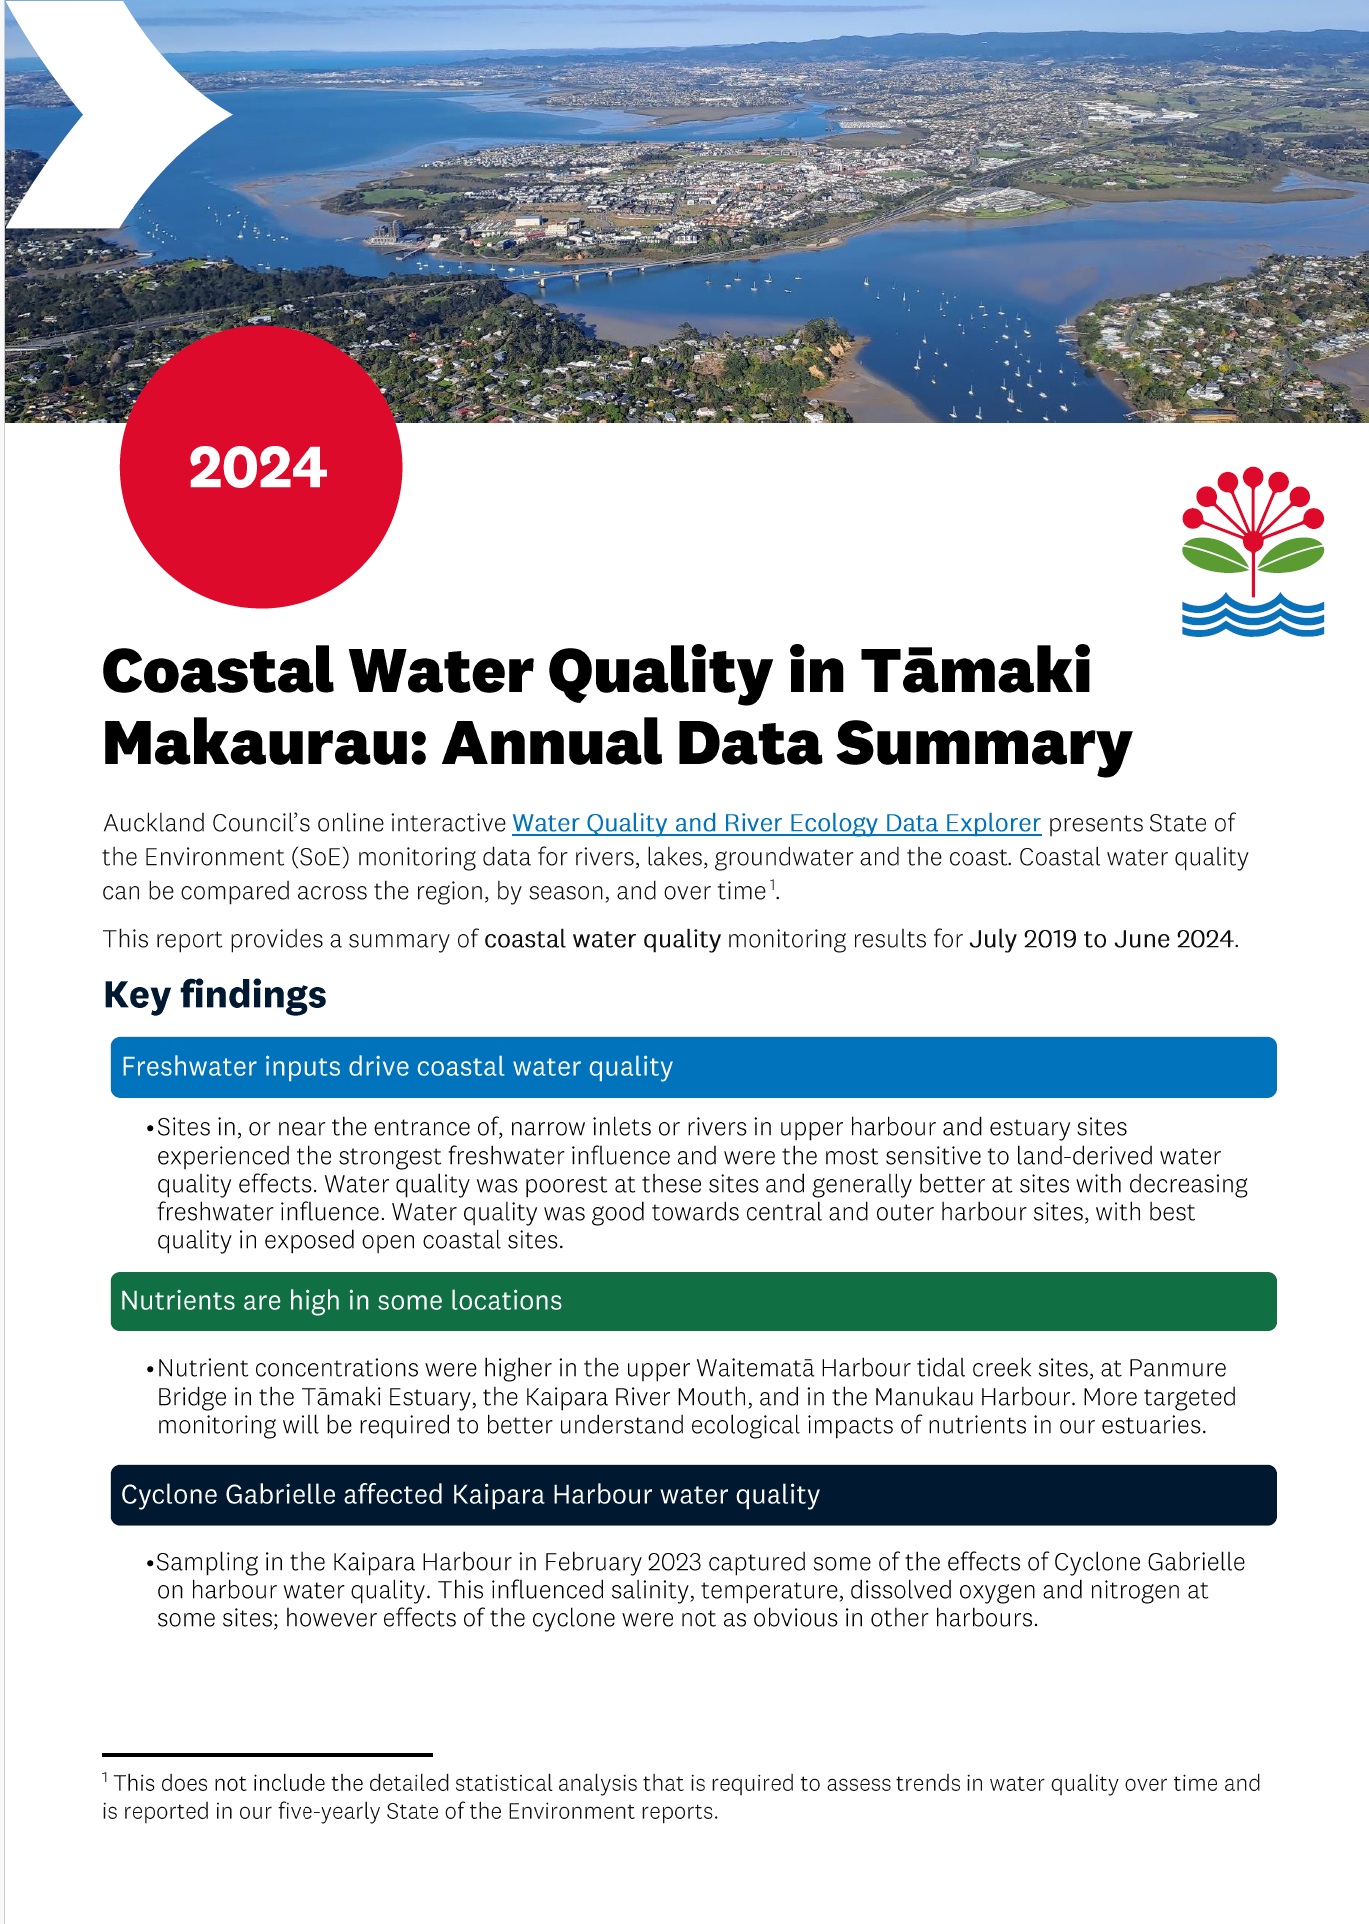 2024
Coastal Water Quality in Tāmaki
Makaurau: Annual Data Summary
Auckland Council’s online interactive Water Quality and River Ecology Data Explorer presents State of
the Environment (SoE) monitoring data for rivers, lakes, groundwater and the coast. Coastal water quality
can be compared across the region, by season, and over time¹.
This report provides a summary of coastal water quality monitoring results for July 2019 to June 2024.
Key findings
Freshwater inputs drive coastal water quality
•Sites in, or near the entrance of, narrow inlets or rivers in upper harbour and estuary sites
experienced the strongest freshwater influence and were the most sensitive to land-derived water
quality effects. Water quality was poorest at these sites and generally better at sites with decreasing
freshwater influence. Water quality was good towards central and outer harbour sites, with best
quality in exposed open coastal sites.
Nutrients are high in some locations
•Nutrient concentrations were higher in the upper Waitematā Harbour tidal creek sites, at Panmure
Bridge in the Tāmaki Estuary, the Kaipara River Mouth, and in the Manukau Harbour. More targeted
monitoring will be required to better understand ecological impacts of nutrients in our estuaries.
Cyclone Gabrielle affected Kaipara Harbour water quality
•Sampling in the Kaipara Harbour in February 2023 captured some of the effects of Cyclone Gabrielle
on harbour water quality. This influenced salinity, temperature, dissolved oxygen and nitrogen at
some sites; however effects of the cyclone were not as obvious in other harbours.
¹ This does not include the detailed statistical analysis that is required to assess trends in water quality over time and
is reported in our five-yearly State of the Environment reports.